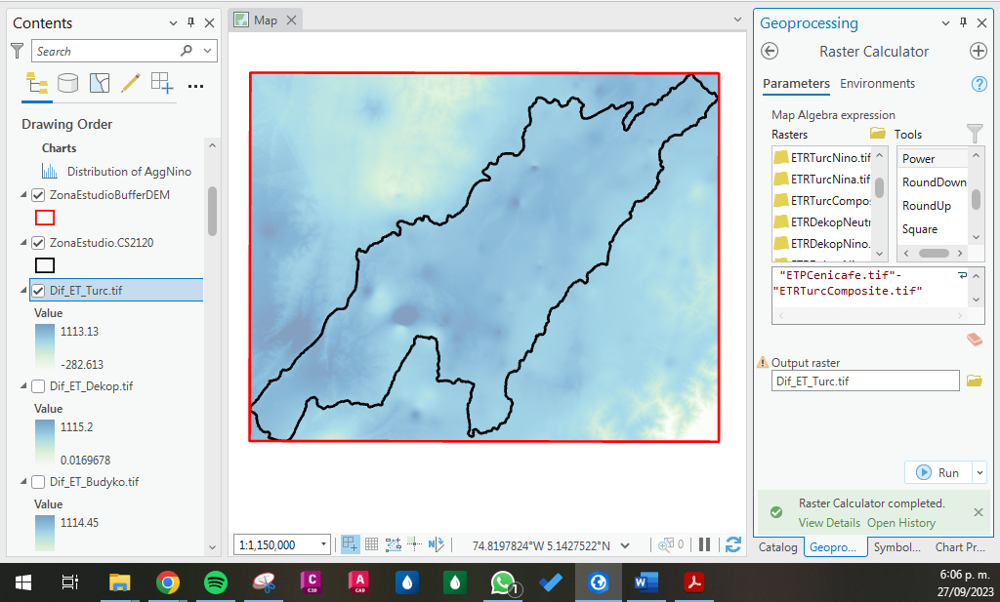 Contents
Search
Drawing Order
Charts
Distribution of AggNino
ZonaEstudioBufferDEM
ZonaEstudio.CS2120
Dif_ET_Turc.tif
Value
1113.13
-282.613
Dif_ET_Dekop.tif
Value
1115.2
0.0169678
Dif_ET_Budyko.tif
Value
1114.45
Map
1:1,150,000
74.8197824°W 5.1427522°N
0
Geoprocessing
Raster Calculator
Parameters Environments
Map Algebra expression
Rasters
Tools
ETRTurcNino.tif
ETRTurcNina.tif
ETRTurcCompo
ETRDekopNeutr
ETRDekopNino.
Power
RoundDown
RoundUp
Square
"ETPCenicafe.tif"-
"ETRTurcComposite.tif"
Output raster
Dif_ET_Turc.tif
Run
Raster Calculator completed.
View Details Open History
Catalog Geopro... Symbol... Chart Pr...
C
C3D
A
CAD
1
W
6:06 p. m.
27/09/2023